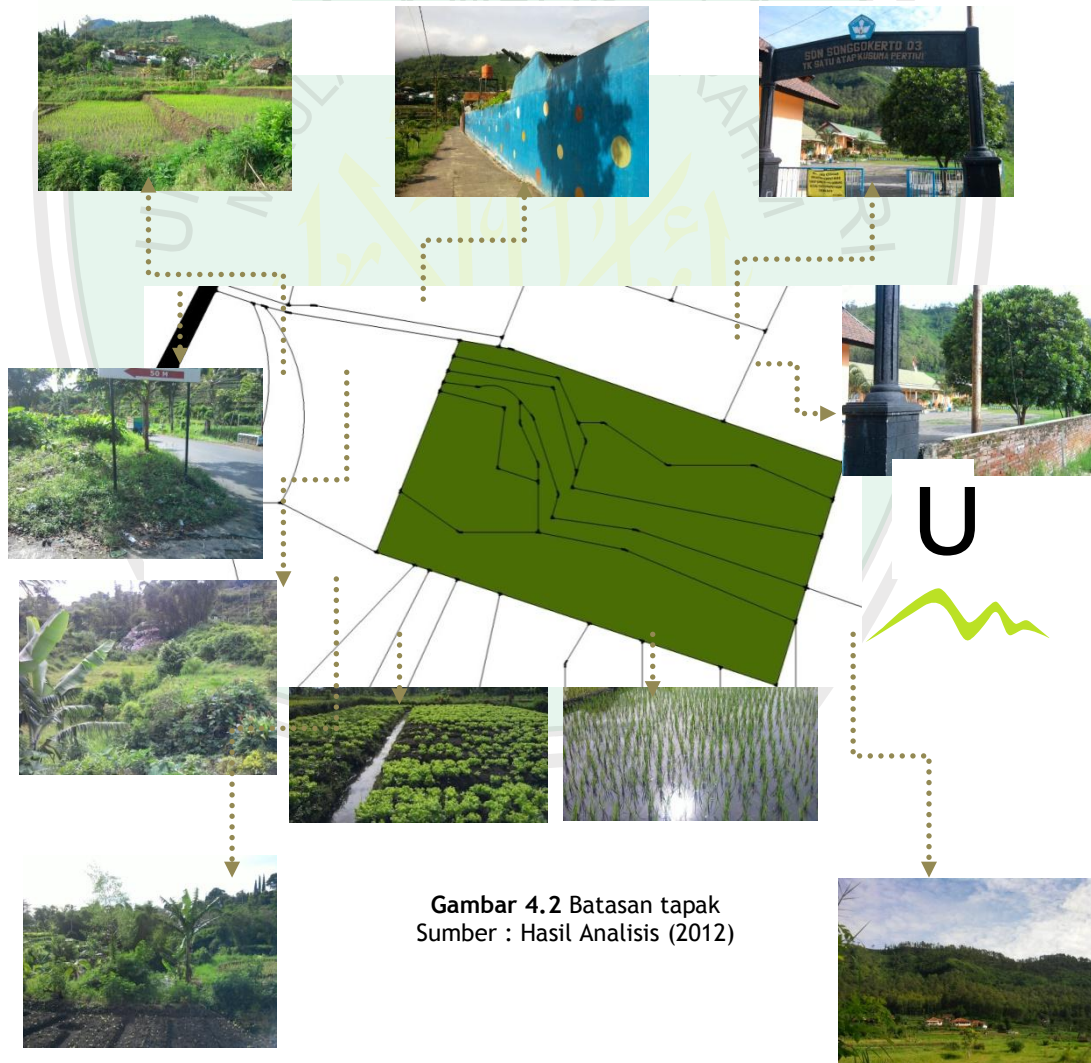 SDN SONGGOKERTO 03
TK SATU ATAP KUSUMA PERTIWI
50 M
U
Gambar 4.2 Batasan tapak
Sumber : Hasil Analisis (2012)